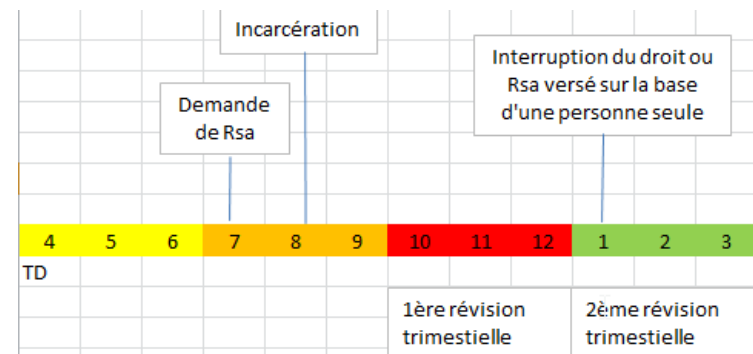 Incarcération
Interruption du droit ou
Rsa versé sur la base
d'une personne seule
Demande
de Rsa
4 5 6 7 8 9 10 11 12 1 2 3
TD
1ère révision
trimestielle
2ème révision
trimestielle